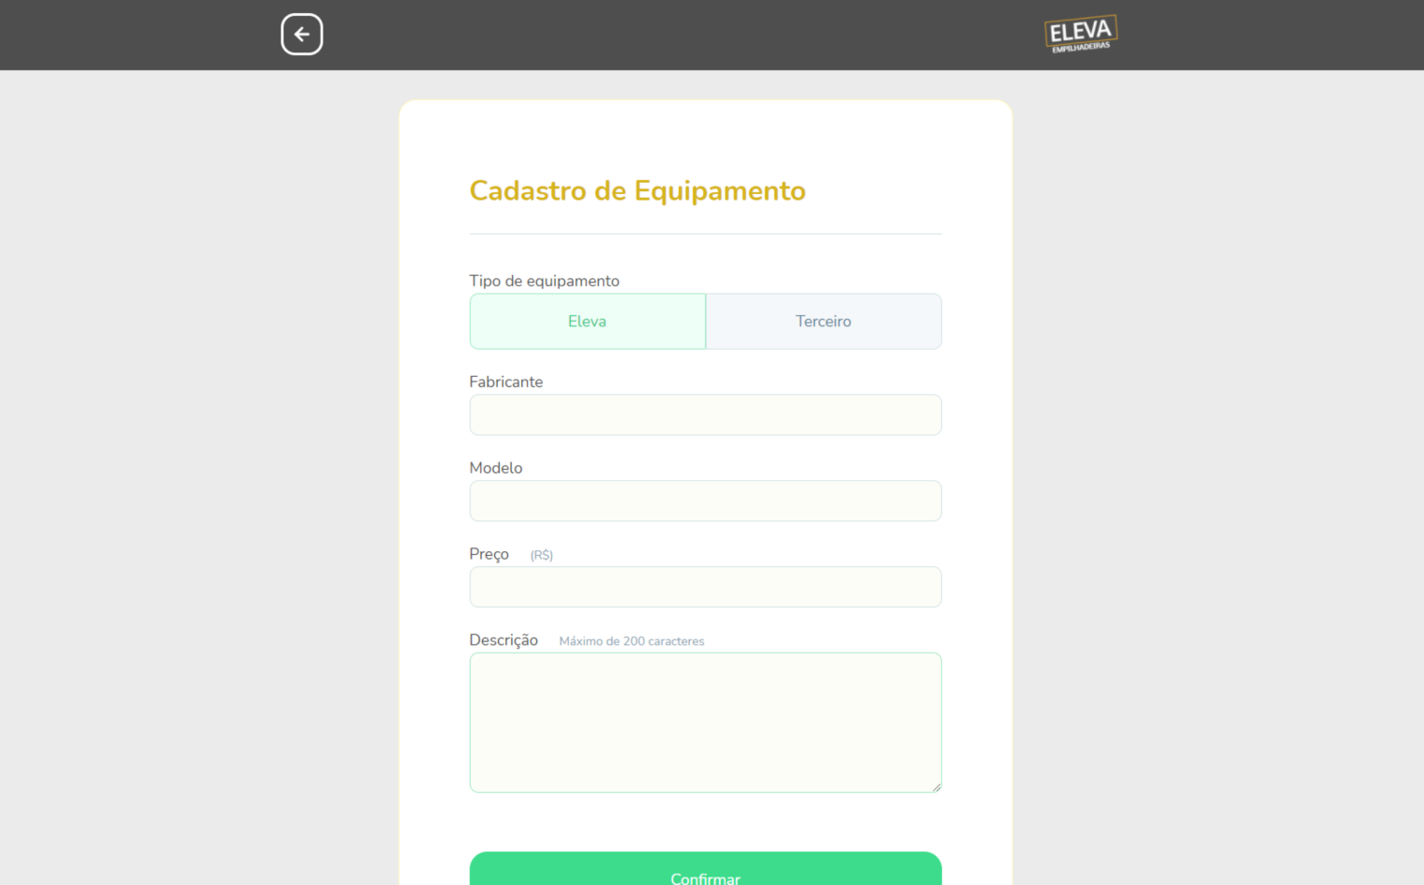 ELEVA
EMPILHADEIRAS
Cadastro de Equipamento
Tipo de equipamento
Eleva
Terceiro
Fabricante
Modelo
Preço (R$)
Descrição Máximo de 200 caracteres
Confirmar